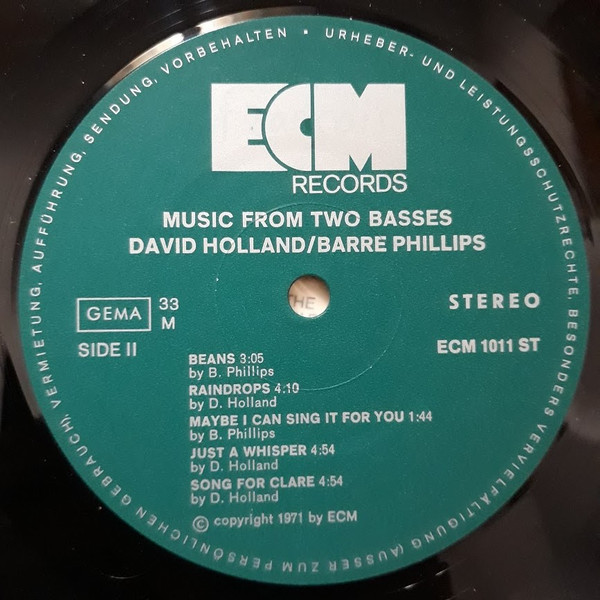 URHEBER- UND LEISTUNGSSCHUTZRECHTE, BESONDERS VERVIELFÄLTIGUNG (AUSSER ZUM PERSÖNLICHEN GEBRAUCH), VERMIETUNG, AUFFÜHRUNG, SENDUNG, VORBEHALTEN •
ECM
RECORDS
MUSIC FROM TWO BASSES
DAVID HOLLAND/BARRE PHILLIPS
THE
GEMA
33
M
STEREO
SIDE II
ECM 1011 ST
BEANS 3:05
by B. Phillips
RAINDROPS 4:10
by D. Holland
MAYBE I CAN SING IT FOR YOU 1:44
by B. Phillips
JUST A WHISPER 4:54
by D. Holland
SONG FOR CLARE 4:54
by D. Holland
© copyright 1971 by ECM